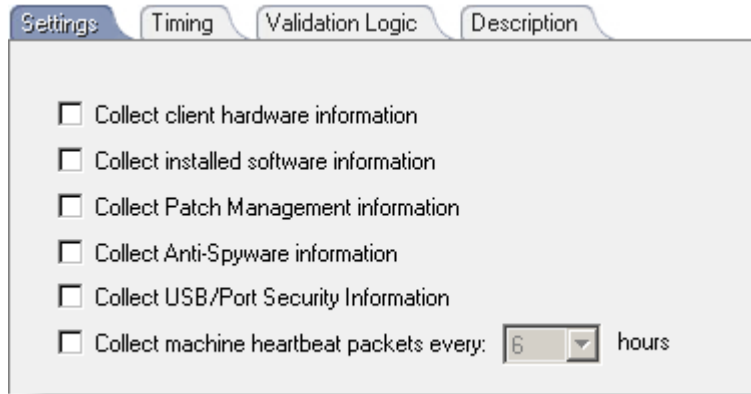 Settings Timing Validation Logic Description
Collect client hardware information
Collect installed software information
Collect Patch Management information
Collect Anti-Spyware information
Collect USB/Port Security Information
Collect machine heartbeat packets every: 6 hours